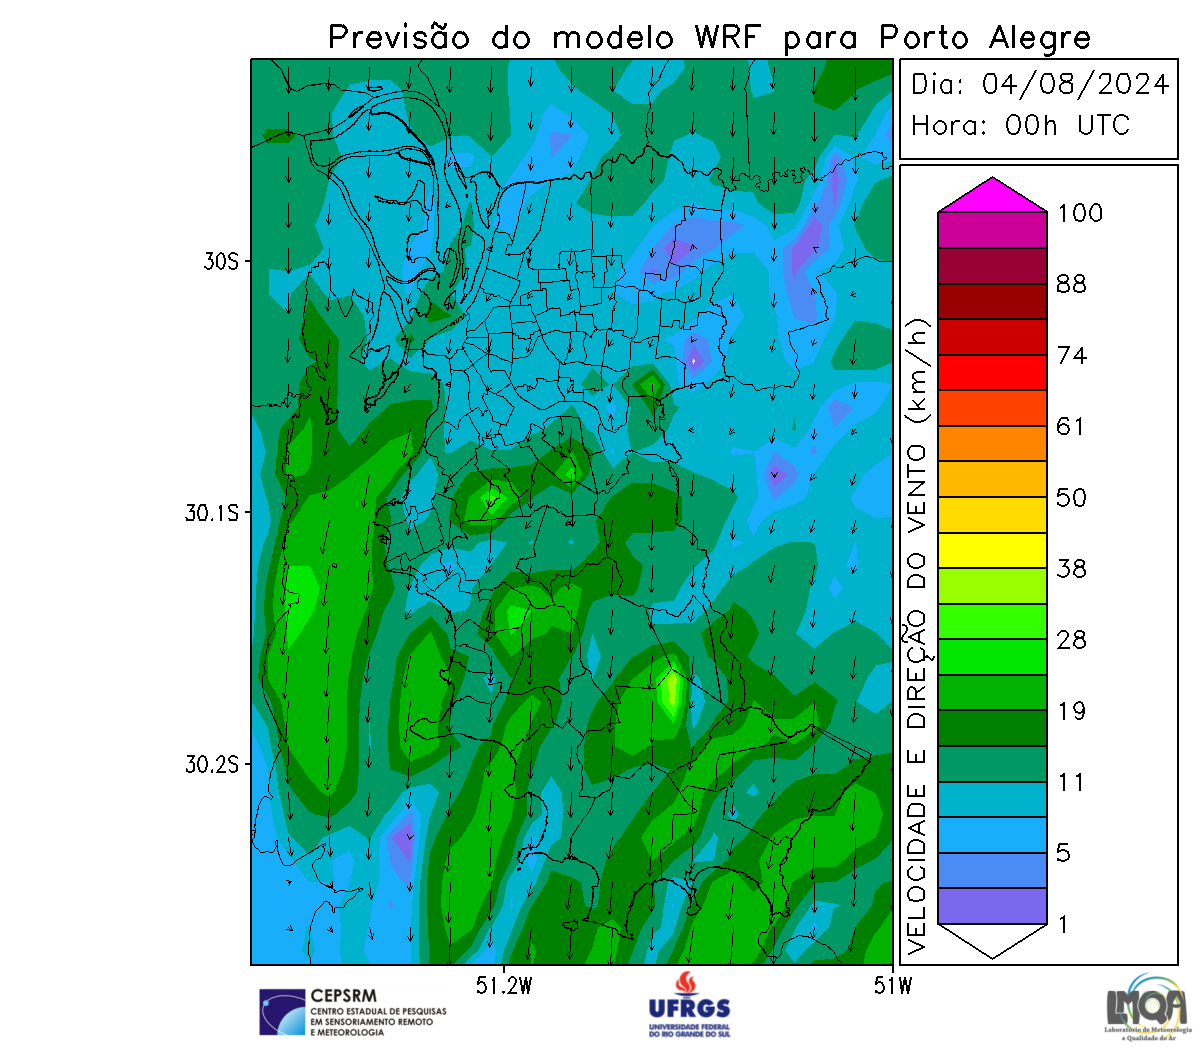 Previsão do modelo WRF para Porto Alegre
Dia: 04/08/2024
Hora: 00h UTC
30S
30.1S
30.2S
51.2W
51W
VELOCIDADE E DIREÇÃO DO VENTO (km/h)
100
88
74
61
50
38
28
19
11
5
1
CEPSRM
CENTRO ESTADUAL DE PESQUISAS
EM SENSORIAMENTO REMOTO
E METEOROLOGIA
UFRGS
UNIVERSIDADE FEDERAL
DO RIO GRANDE DO SUL
LMQA
Laboratório de Meteorologia
e Qualidade do Ar